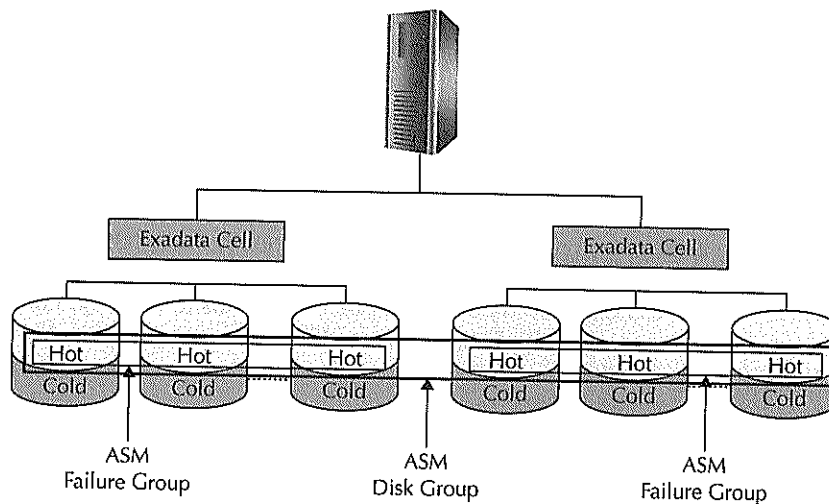 Exadata Cell
Exadata Cell
Hot
Hot
Hot
Hot
Hot
Hot
Cold
Cold
Cold
Cold
Cold
Cold
ASM
Failure Group
ASM
Disk Group
ASM
Failure Group